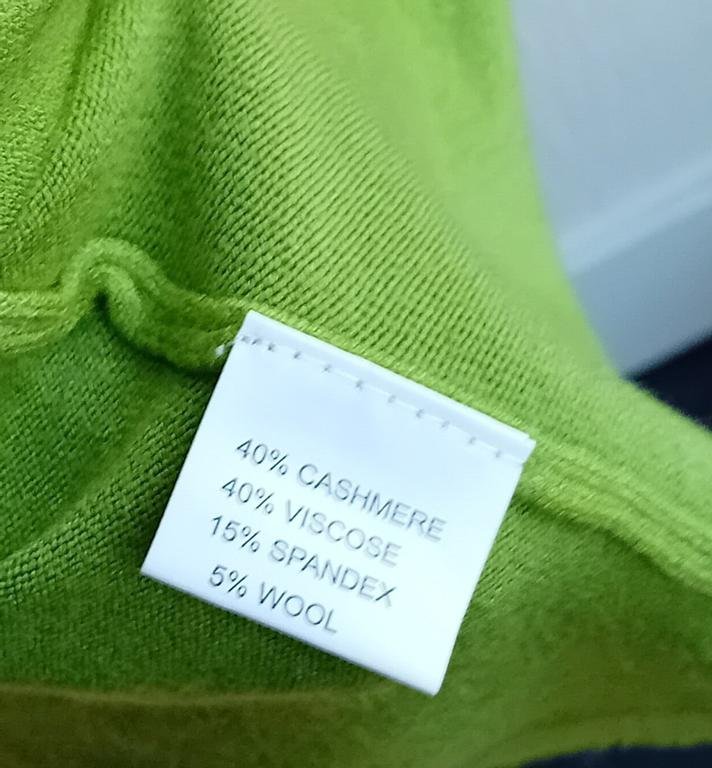 40% CASHMERE
40% VISCOSE
15% SPANDEX
5% WOOL